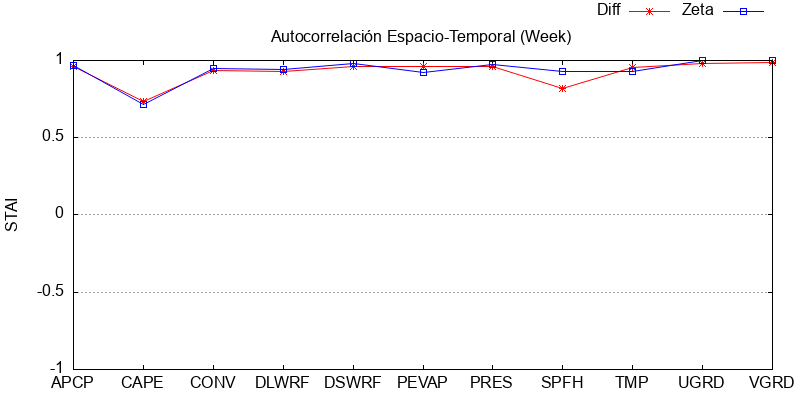 Diff Zeta
Autocorrelación Espacio-Temporal (Week)
STAI
1
0.5
0
-0.5
-1
APCP CAPE CONV DLWRF DSWRF PEVAP PRES SPFH TMP UGRD VGRD